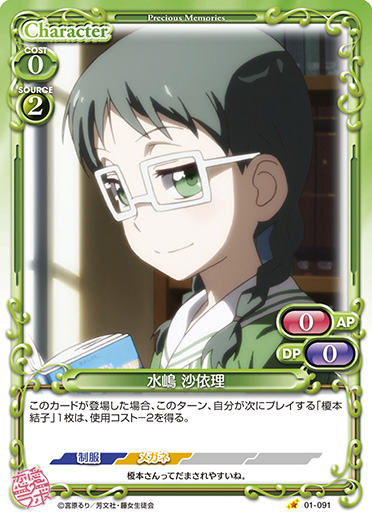 Precious Memories
Character
COST
0
SOURCE
2
0 AP
DP 0
水嶋 沙依理
このカードが登場した場合、このターン、自分が次にプレイする「榎本
結子」1枚は、使用コスト−2を得る。
制服 メガネ
榎本さんってだまされやすいね。
恋愛
ラボ
©宮原るり/芳文社・藤女生徒会
01-091